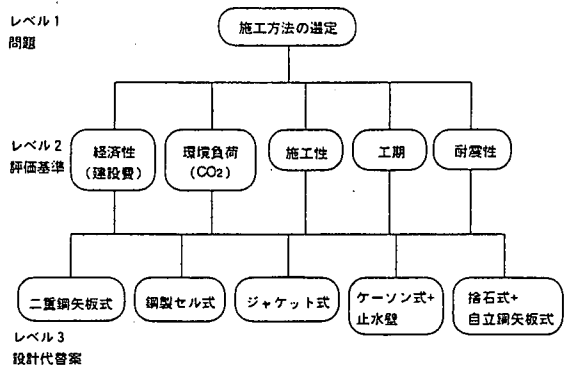 レベル1
問題
施工方法の選定
レベル2
評価基準
経済性
(建設費)
環境負荷
(CO2)
施工性
工期
耐震性
二重鋼矢板式
鋼製セル式
ジャケット式
ケーソン式+
止水壁
捨石式+
自立鋼矢板式
レベル3
設計代替案